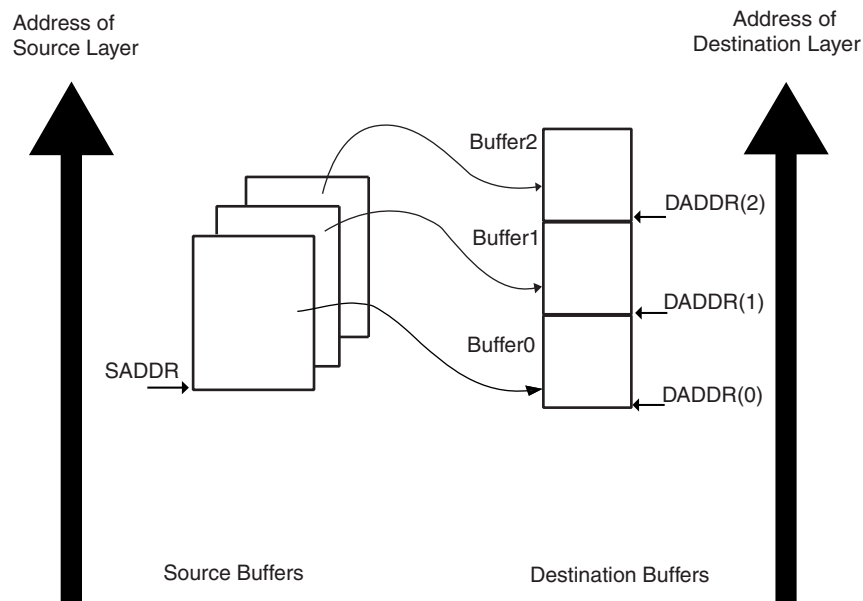 Address of
Source Layer
Address of
Destination Layer
Buffer2
DADDR(2)
Buffer1
DADDR(1)
Buffer0
SADDR
DADDR(0)
Source Buffers
Destination Buffers